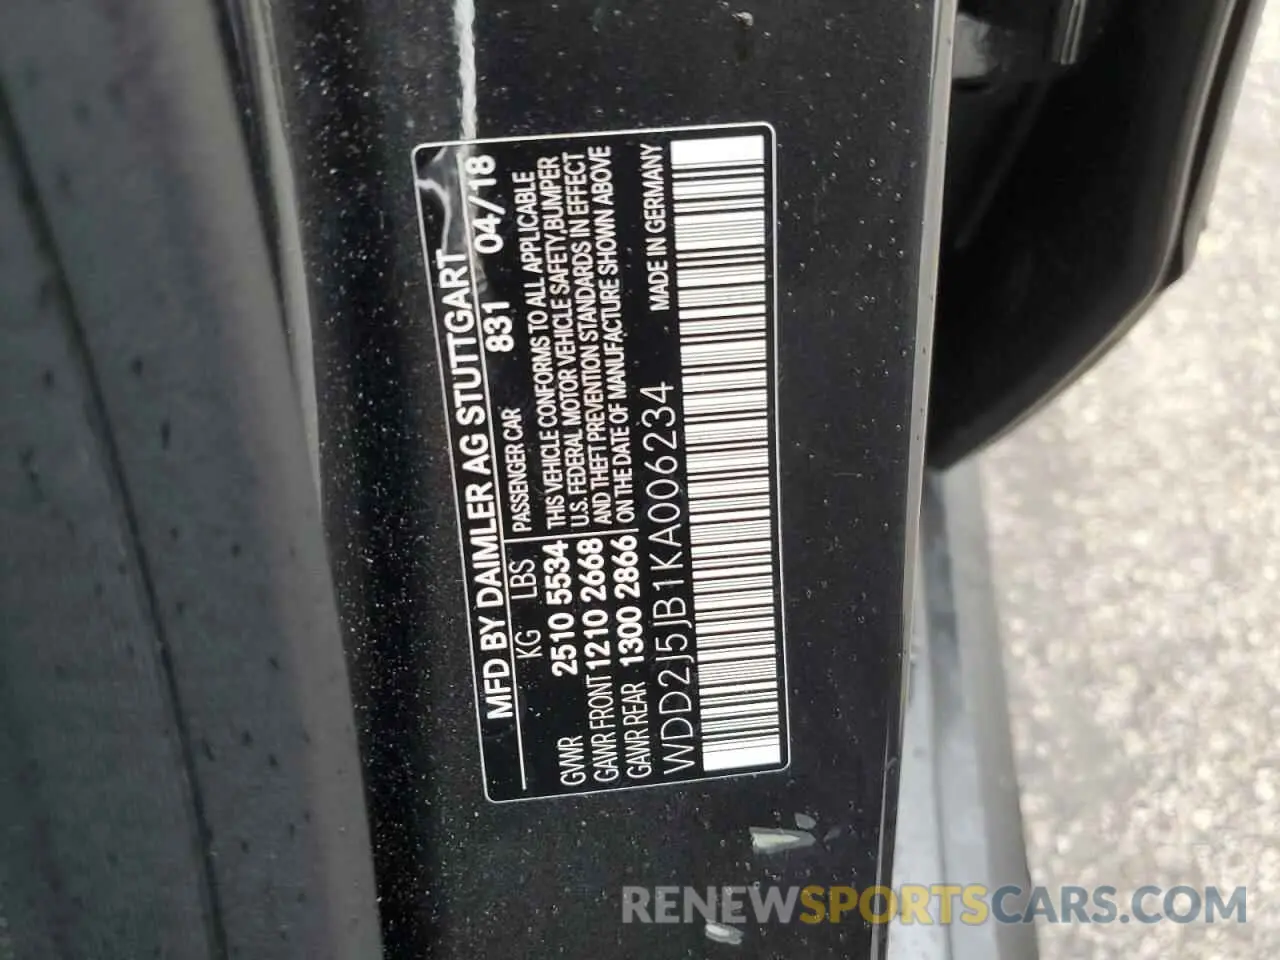 MFD BY DAIMLER AG STUTTGART
KG LBS 831 04/18
GVWR 2510 5534
GAWR FRONT 1210 2668
GAWR REAR 1300 2866
PASSENGER CAR
THIS VEHICLE CONFORMS TO ALL APPLICABLE
U.S. FEDERAL MOTOR VEHICLE SAFETY, BUMPER
AND THEFT PREVENTION STANDARDS IN EFFECT
ON THE DATE OF MANUFACTURE SHOWN ABOVE
WDD2J5JB1KA006234 MADE IN GERMANY
RENEWSPORTSCARS.COM